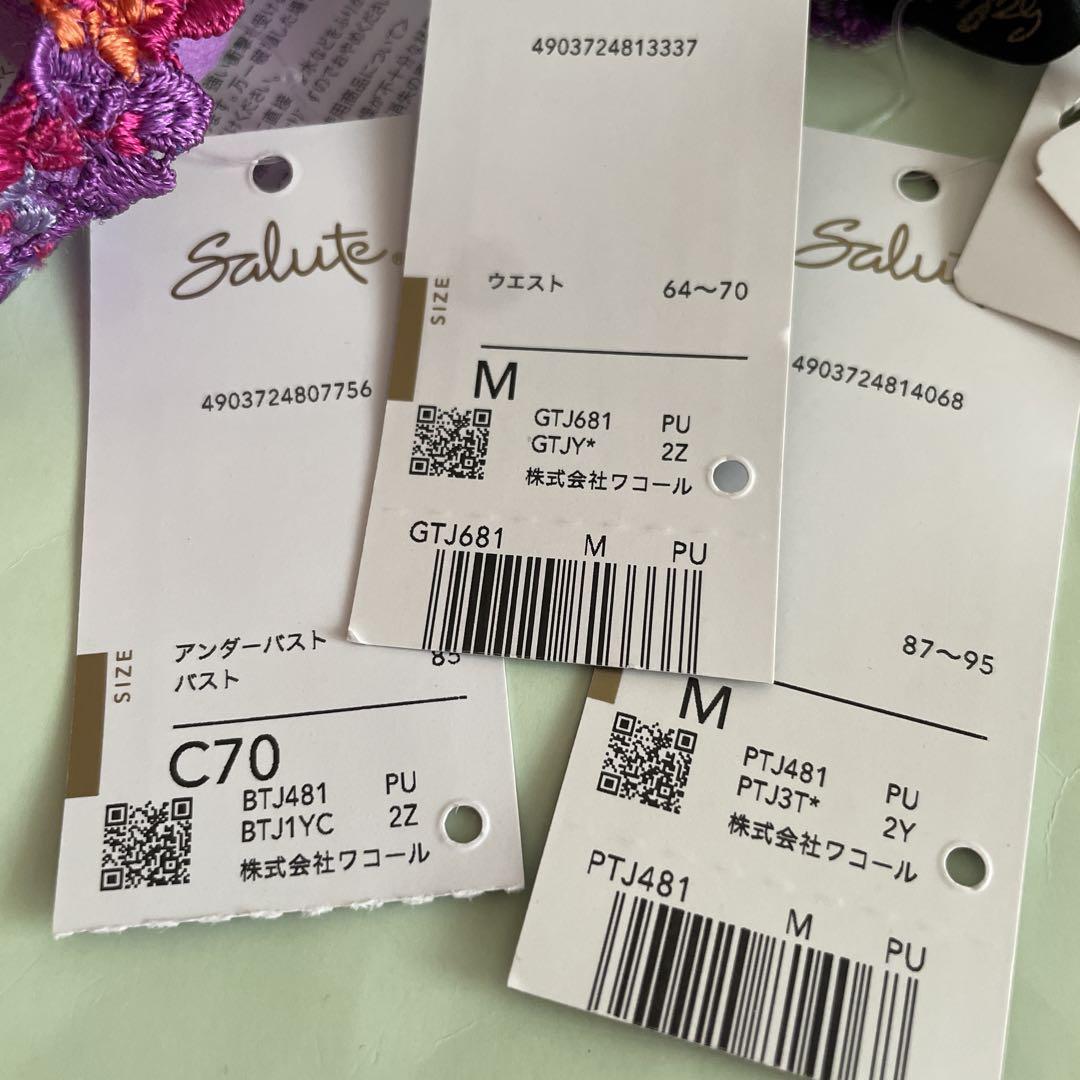 Salute
4903724807756
SIZE
アンダーバスト
バスト 85
C70
BTJ481 PU
BTJ1YC 2Z
株式会社ワコール
4903724813337
SIZE
ウエスト 64〜70
M
GTJ681 PU
GTJY* 2Z
株式会社ワコール
GTJ681 M PU
Salu
4903724814068
87〜95
M
PTJ481 PU
PTJ3T* 2Y
株式会社ワコール
PTJ481 M PU